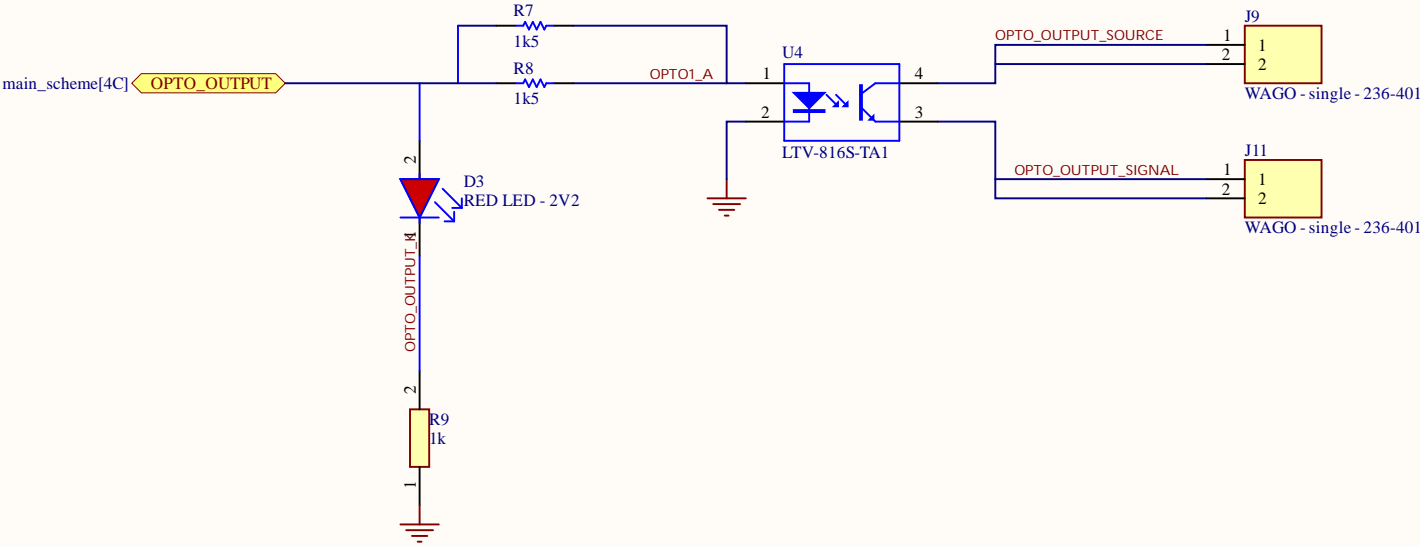 R7
1k5
main_scheme[4C]
OPTO_OUTPUT
R8
1k5
OPTO1_A
U4
1
2
4
3
LTV-816S-TA1
OPTO_OUTPUT_SOURCE
1
2
J9
1
2
WAGO - single - 236-401
OPTO_OUTPUT_SIGNAL
1
2
J11
1
2
WAGO - single - 236-401
2
D3
RED LED - 2V2
1
OPTO_OUTPUT_K
2
R9
1k
1